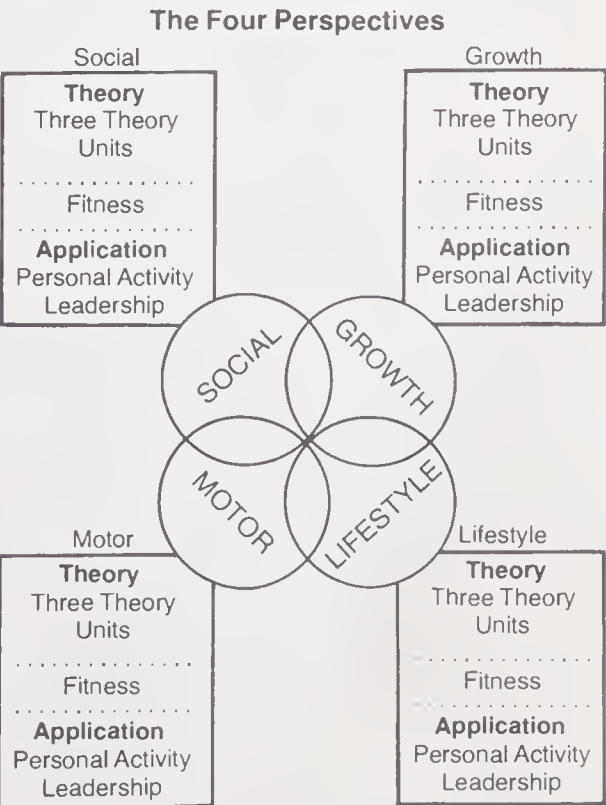 The Four Perspectives
Social
Theory
Three Theory
Units
Fitness
Application
Personal Activity
Leadership
Growth
Theory
Three Theory
Units
Fitness
Application
Personal Activity
Leadership
SOCIAL
GROWTH
MOTOR
LIFESTYLE
Motor
Theory
Three Theory
Units
Fitness
Application
Personal Activity
Leadership
Lifestyle
Theory
Three Theory
Units
Fitness
Application
Personal Activity
Leadership